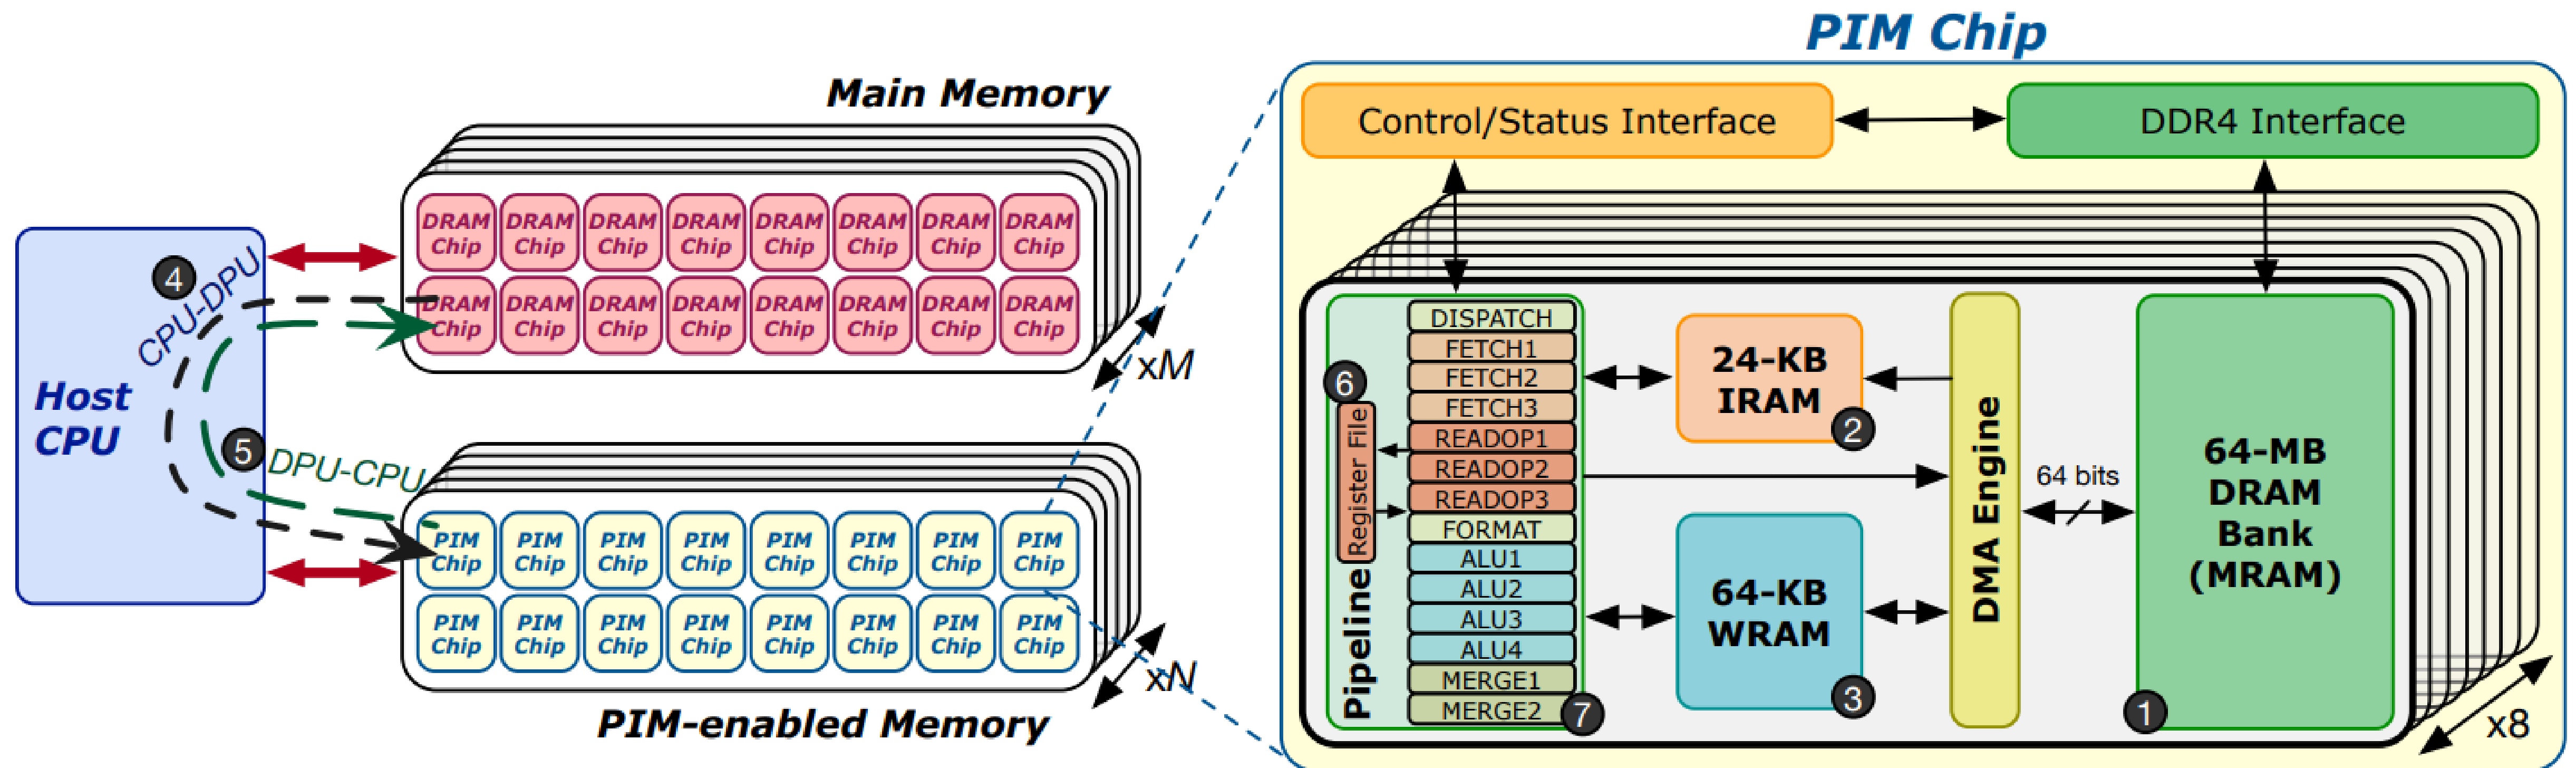 PIM Chip
Main Memory
Control/Status Interface
DDR4 Interface
DRAM Chip DRAM Chip DRAM Chip DRAM Chip DRAM Chip DRAM Chip DRAM Chip DRAM Chip
DRAM Chip DRAM Chip DRAM Chip DRAM Chip DRAM Chip DRAM Chip DRAM Chip DRAM Chip
xM
4
CPU-DPU
Host
CPU
5
DPU-CPU
PIM Chip PIM Chip PIM Chip PIM Chip PIM Chip PIM Chip PIM Chip PIM Chip
PIM Chip PIM Chip PIM Chip PIM Chip PIM Chip PIM Chip PIM Chip PIM Chip
xN
PIM-enabled Memory
6
Register File
Pipeline
DISPATCH
FETCH1
FETCH2
FETCH3
READOP1
READOP2
READOP3
FORMAT
ALU1
ALU2
ALU3
ALU4
MERGE1
MERGE2
7
24-KB
IRAM
2
64-KB
WRAM
3
DMA Engine
64 bits
64-MB
DRAM
Bank
(MRAM)
1
x8